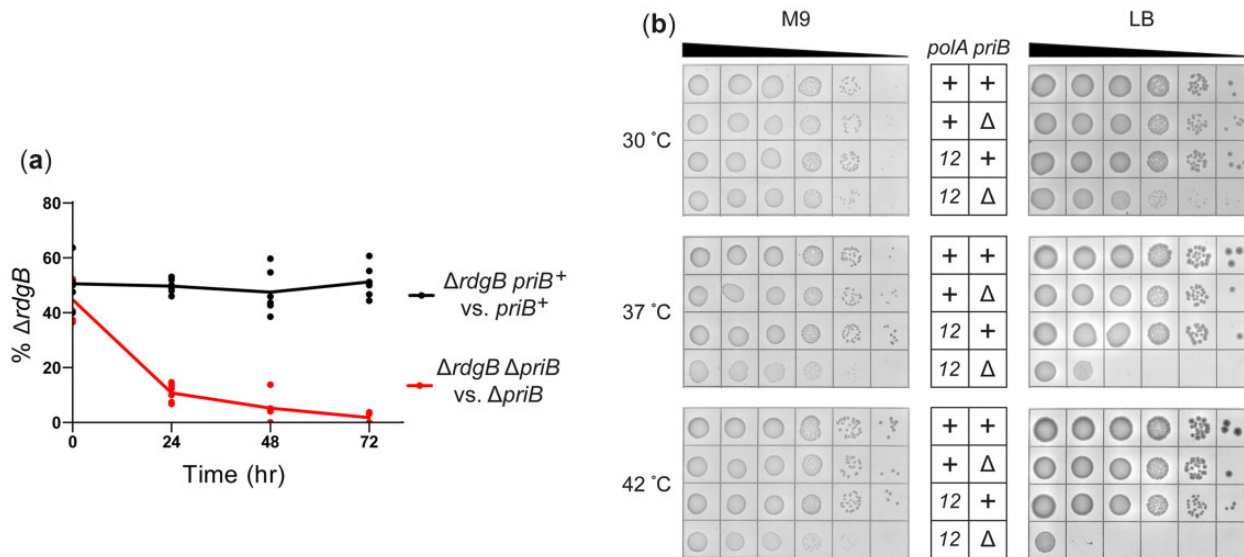 (a)
% ΔrdgB
80
60
40
20
0
0 24 48 72
Time (hr)
ΔrdgB priB+
vs. priB+
ΔrdgB ΔpriB
vs. ΔpriB
(b)
M9
polA priB
LB
30 °C
+ +
+ Δ
12 +
12 Δ
37 °C
+ +
+ Δ
12 +
12 Δ
42 °C
+ +
+ Δ
12 +
12 Δ